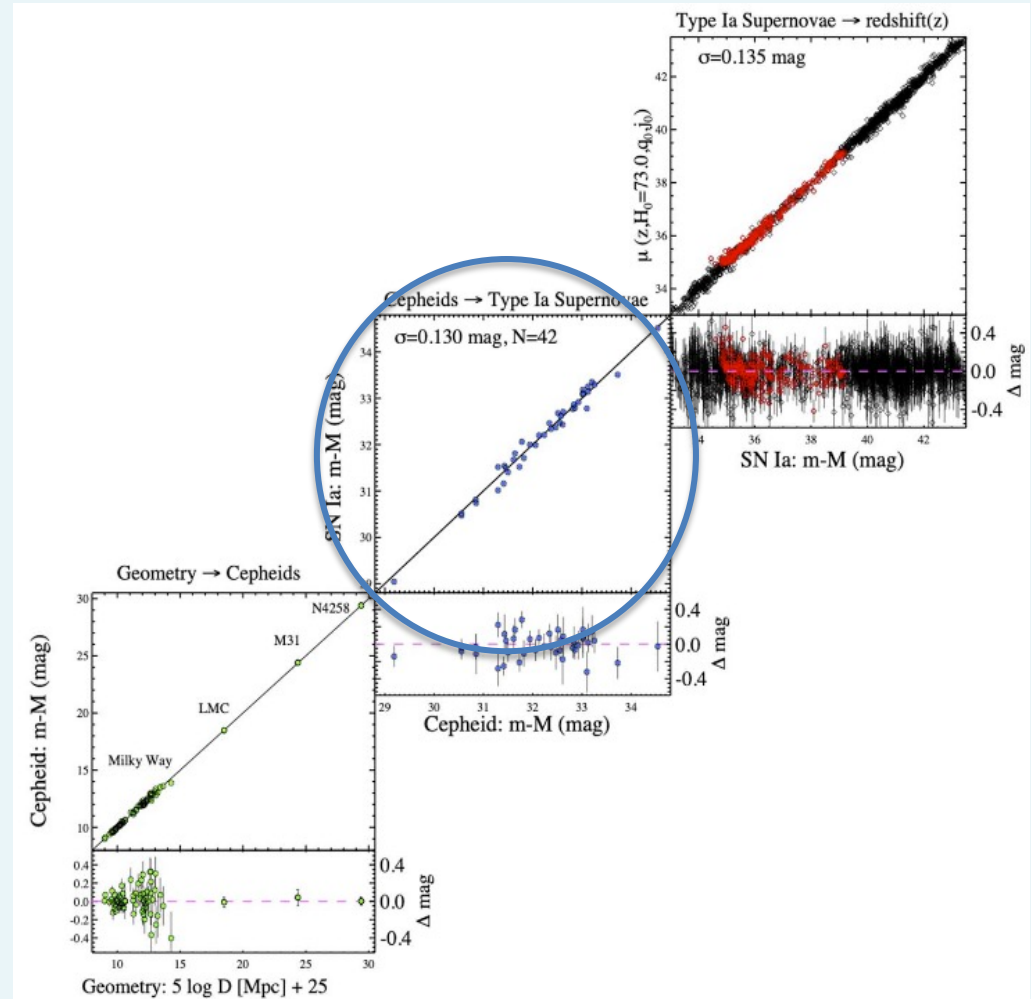 Type Ia Supernovae → redshift(z)
σ=0.135 mag
42
40
38
36
34
μ (z,H₀=73.0,q₀,j₀)
0.4
0.0
-0.4
Δ mag
34 36 38 40 42
SN Ia: m-M (mag)
Cepheids → Type Ia Supernovae
σ=0.130 mag, N=42
34
33
32
31
30
29
SN Ia: m-M (mag)
0.4
0.0
-0.4
Δ mag
29 30 31 32 33 34
Cepheid: m-M (mag)
Geometry → Cepheids
30
25
20
15
10
Cepheid: m-M (mag)
N4258
M31
LMC
Milky Way
0.4
0.2
0.0
-0.2
-0.4
0.4
0.0
-0.4
Δ mag
10 15 20 25 30
Geometry: 5 log D [Mpc] + 25